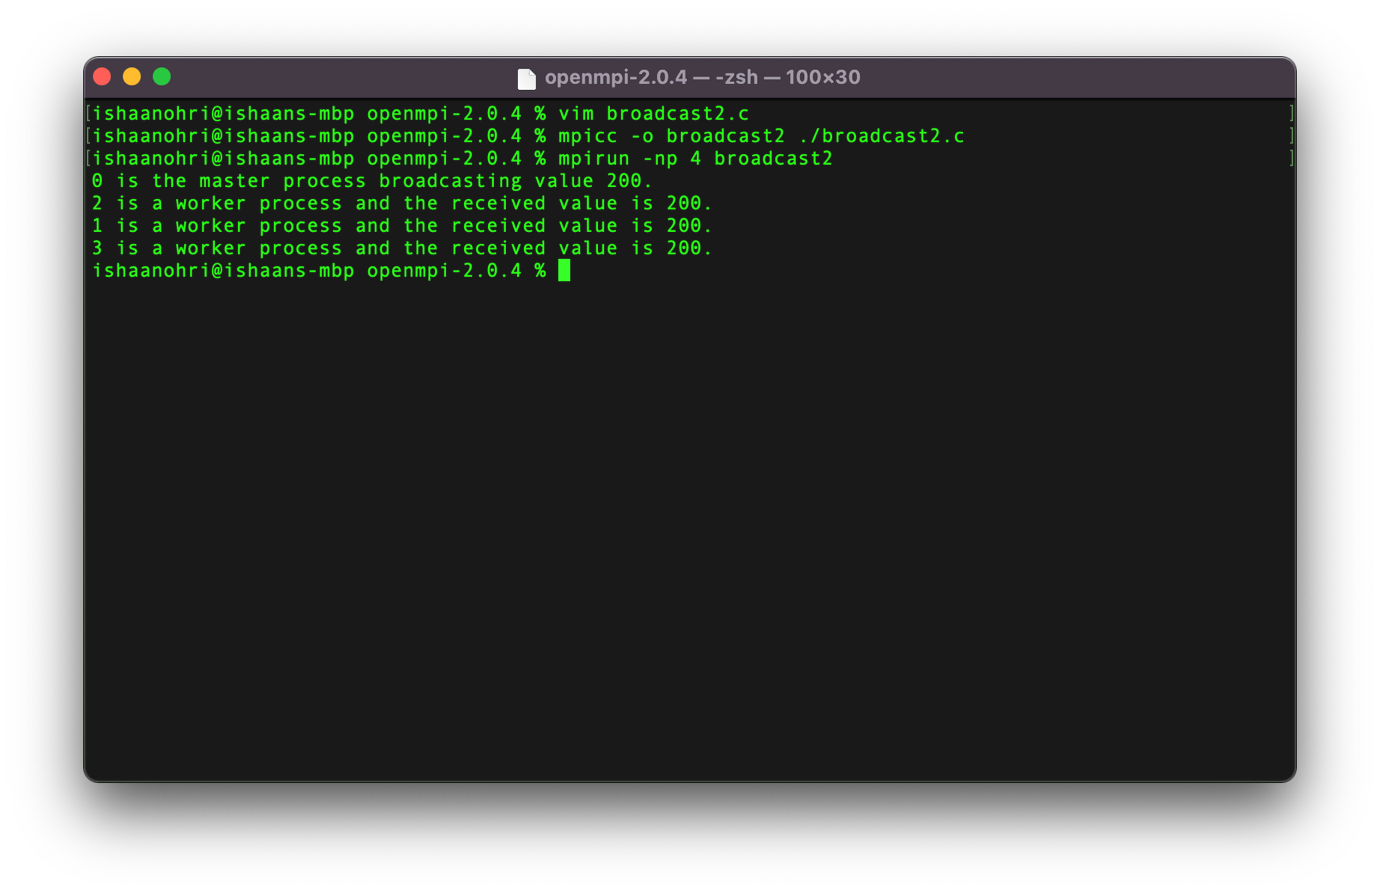 openmpi-2.0.4 — -zsh — 100×30
[ishaanohri@ishaans-mbp openmpi-2.0.4 % vim broadcast2.c ]
[ishaanohri@ishaans-mbp openmpi-2.0.4 % mpicc -o broadcast2 ./broadcast2.c ]
[ishaanohri@ishaans-mbp openmpi-2.0.4 % mpirun -np 4 broadcast2 ]
0 is the master process broadcasting value 200.
2 is a worker process and the received value is 200.
1 is a worker process and the received value is 200.
3 is a worker process and the received value is 200.
ishaanohri@ishaans-mbp openmpi-2.0.4 %